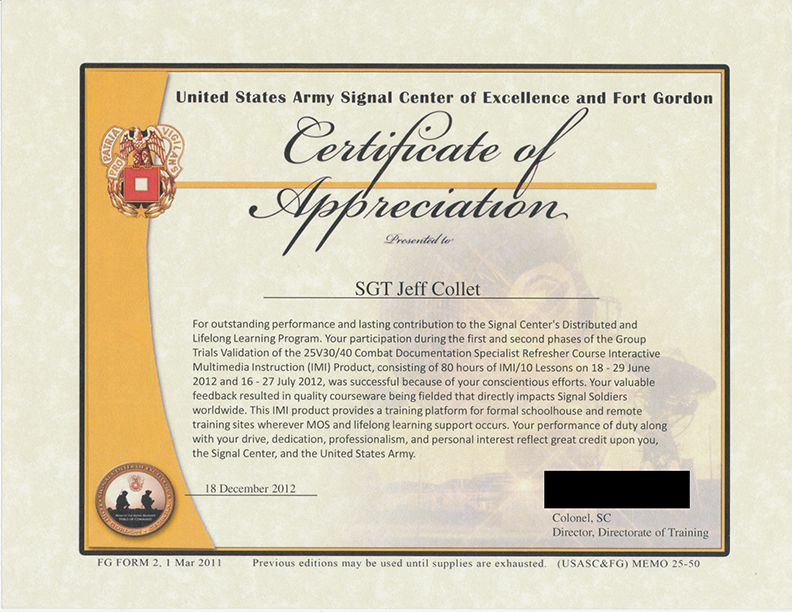 United States Army Signal Center of Excellence and Fort Gordon
Certificate of
Appreciation
PRO PATRIA VIGILANS
Presented to
SGT Jeff Collet
For outstanding performance and lasting contribution to the Signal Center's Distributed and
Lifelong Learning Program. Your participation during the first and second phases of the Group
Trials Validation of the 25V30/40 Combat Documentation Specialist Refresher Course Interactive
Multimedia Instruction (IMI) Product, consisting of 80 hours of IMI/10 Lessons on 18 - 29 June
2012 and 16 - 27 July 2012, was successful because of your conscientious efforts. Your valuable
feedback resulted in quality courseware being fielded that directly impacts Signal Soldiers
worldwide. This IMI product provides a training platform for formal schoolhouse and remote
training sites wherever MOS and lifelong learning support occurs. Your performance of duty along
with your drive, dedication, professionalism, and personal interest reflect great credit upon you,
the Signal Center, and the United States Army.
18 December 2012
Colonel, SC
Director, Directorate of Training
FG FORM 2, 1 Mar 2011 Previous editions may be used until supplies are exhausted. (USASC&FG) MEMO 25-50